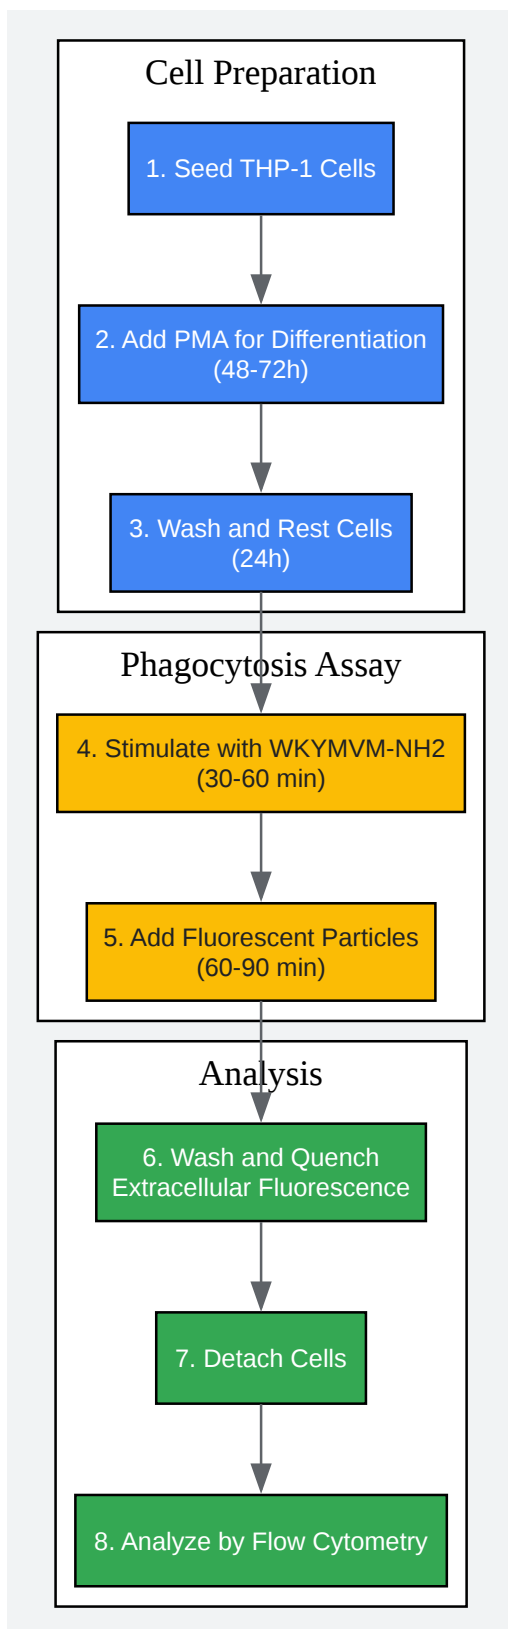 Cell Preparation
1. Seed THP-1 Cells
2. Add PMA for Differentiation
(48-72h)
3. Wash and Rest Cells
(24h)
Phagocytosis Assay
4. Stimulate with WKYMVM-NH2
(30-60 min)
5. Add Fluorescent Particles
(60-90 min)
Analysis
6. Wash and Quench
Extracellular Fluorescence
7. Detach Cells
8. Analyze by Flow Cytometry